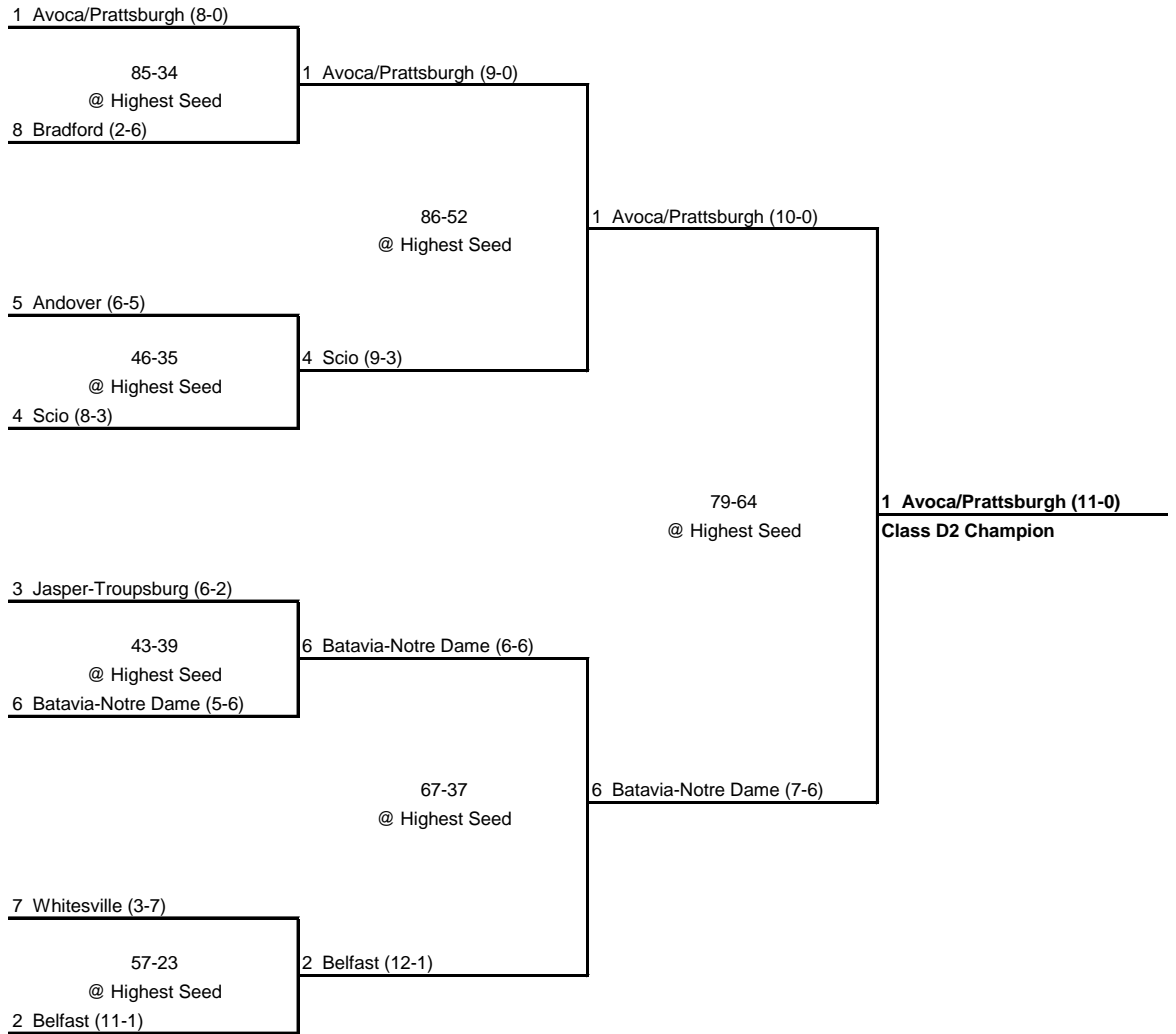 1 Avoca/Prattsburgh (8-0)
85-34
@ Highest Seed
1 Avoca/Prattsburgh (9-0)
8 Bradford (2-6)
86-52
@ Highest Seed
1 Avoca/Prattsburgh (10-0)
5 Andover (6-5)
46-35
@ Highest Seed
4 Scio (9-3)
4 Scio (8-3)
79-64
@ Highest Seed
1 Avoca/Prattsburgh (11-0)
Class D2 Champion
3 Jasper-Troupsburg (6-2)
43-39
@ Highest Seed
6 Batavia-Notre Dame (6-6)
6 Batavia-Notre Dame (5-6)
67-37
@ Highest Seed
6 Batavia-Notre Dame (7-6)
7 Whitesville (3-7)
57-23
@ Highest Seed
2 Belfast (12-1)
2 Belfast (11-1)